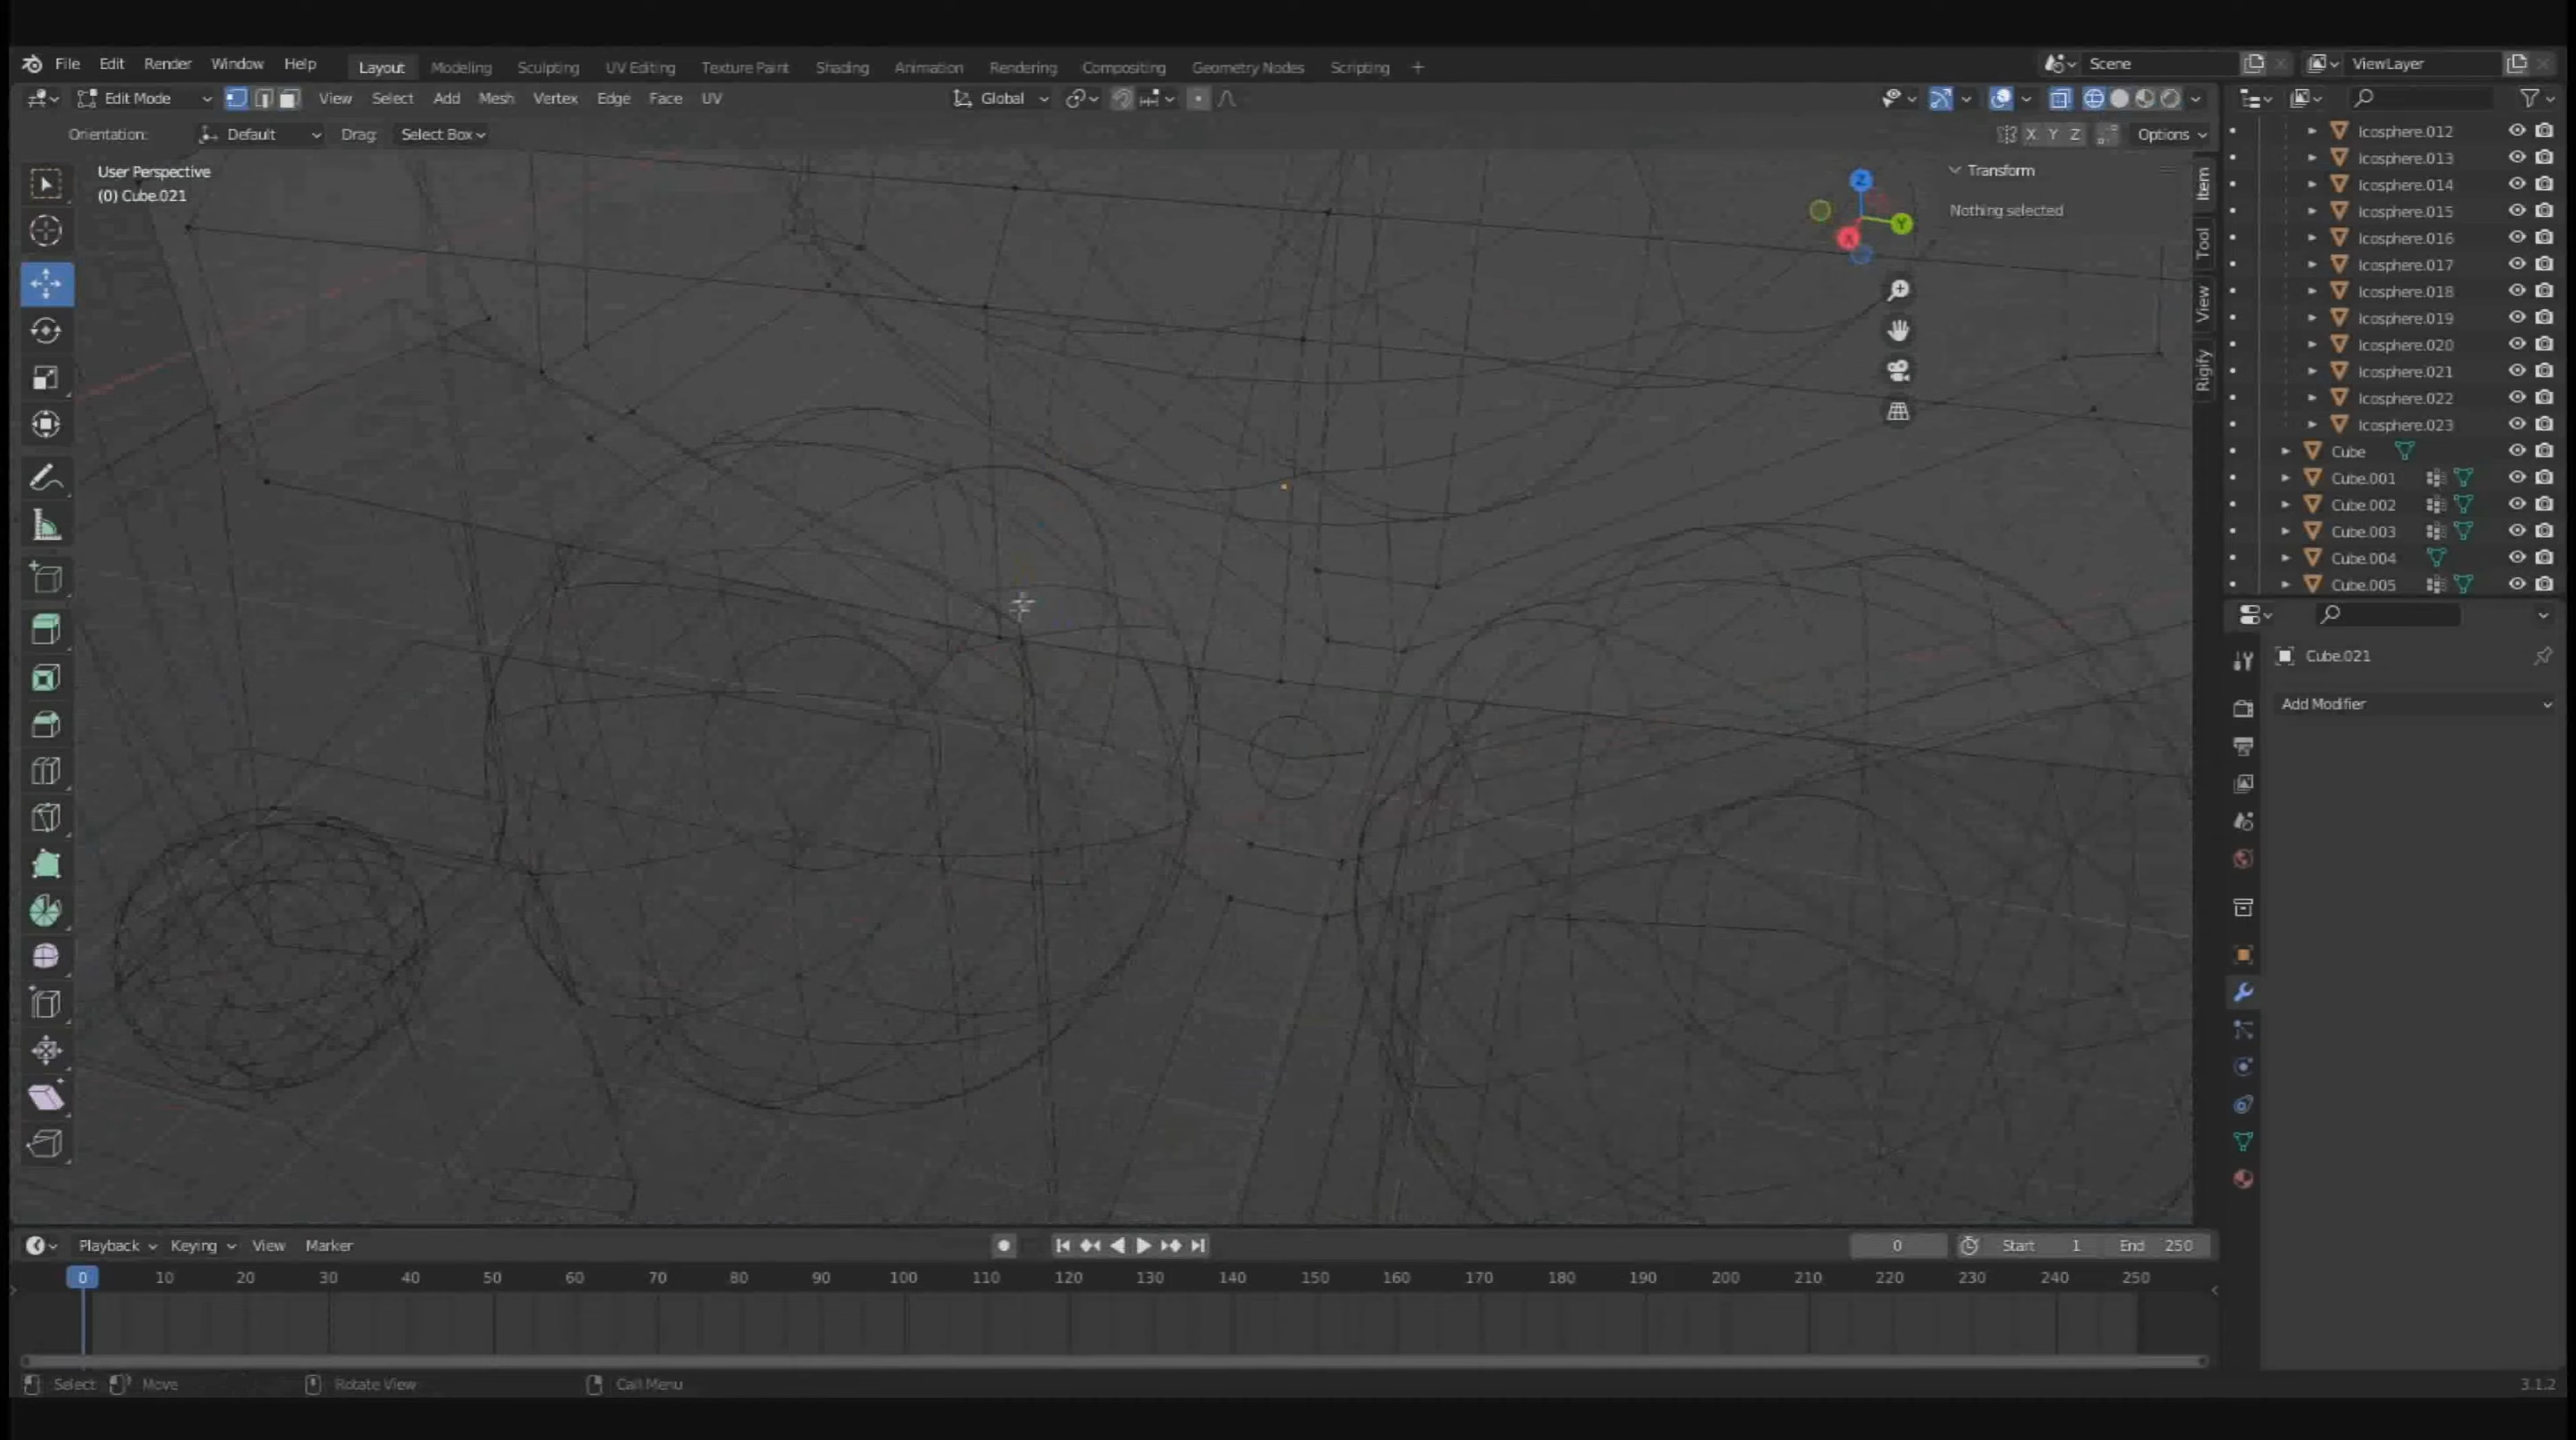 File Edit Render Window Help Layout Modeling Sculpting UV Editing Texture Paint Shading Animation Rendering Compositing Geometry Nodes Scripting + Scene ViewLayer
Edit Mode View Select Add Mesh Vertex Edge Face UV Global
Orientation: Default Drag: Select Box X Y Z Options
User Perspective
(0) Cube.021
Z
Y
X
Transform
Nothing selected
Item
Tool
View
Rigify
Icosphere.012
Icosphere.013
Icosphere.014
Icosphere.015
Icosphere.016
Icosphere.017
Icosphere.018
Icosphere.019
Icosphere.020
Icosphere.021
Icosphere.022
Icosphere.023
Cube
Cube.001
Cube.002
Cube.003
Cube.004
Cube.005
Cube.021
Add Modifier
Playback Keying View Marker 0 Start 1 End 250
0 10 20 30 40 50 60 70 80 90 100 110 120 130 140 150 160 170 180 190 200 210 220 230 240 250
Select Move Rotate View Call Menu 3.1.2